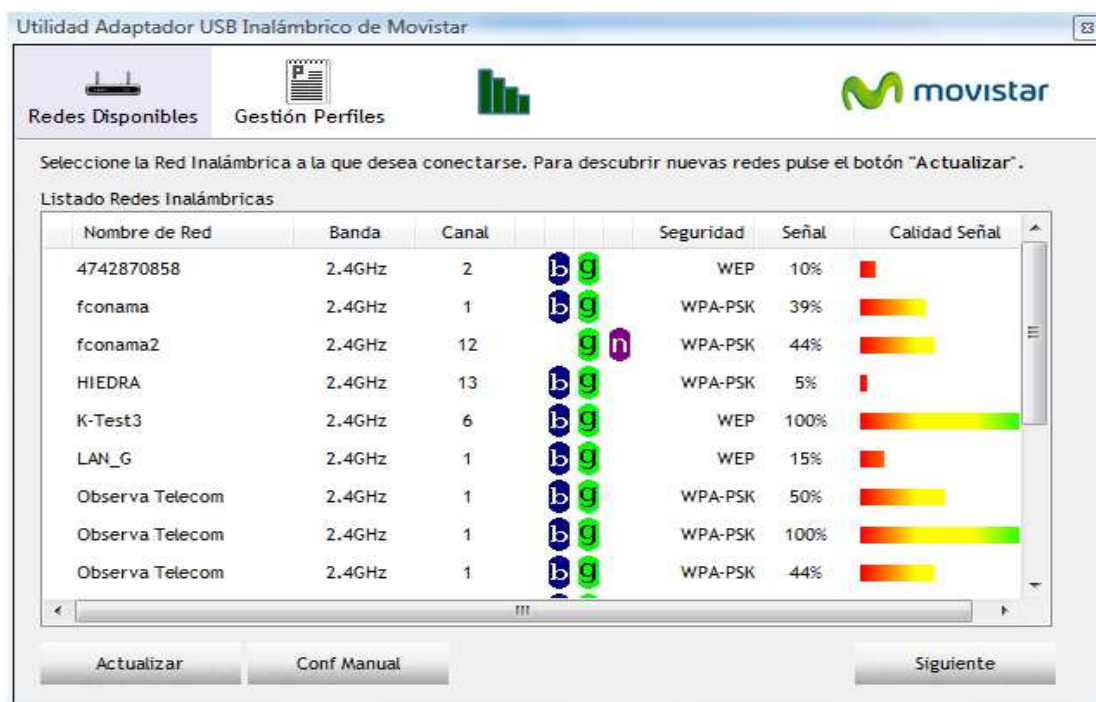 Utilidad Adaptador USB Inalámbrico de Movistar
Redes Disponibles
Gestión Perfiles
movistar
Seleccione la Red Inalámbrica a la que desea conectarse. Para descubrir nuevas redes pulse el botón "Actualizar".
Listado Redes Inalámbricas
Nombre de Red Banda Canal Seguridad Señal Calidad Señal
4742870858 2.4GHz 2 b g WEP 10%
fconama 2.4GHz 1 b g WPA-PSK 39%
fconama2 2.4GHz 12 g n WPA-PSK 44%
HIEDRA 2.4GHz 13 b g WPA-PSK 5%
K-Test3 2.4GHz 6 b g WEP 100%
LAN_G 2.4GHz 1 b g WEP 15%
Observa Telecom 2.4GHz 1 b g WPA-PSK 50%
Observa Telecom 2.4GHz 1 b g WPA-PSK 100%
Observa Telecom 2.4GHz 1 b g WPA-PSK 44%
Actualizar Conf Manual Siguiente